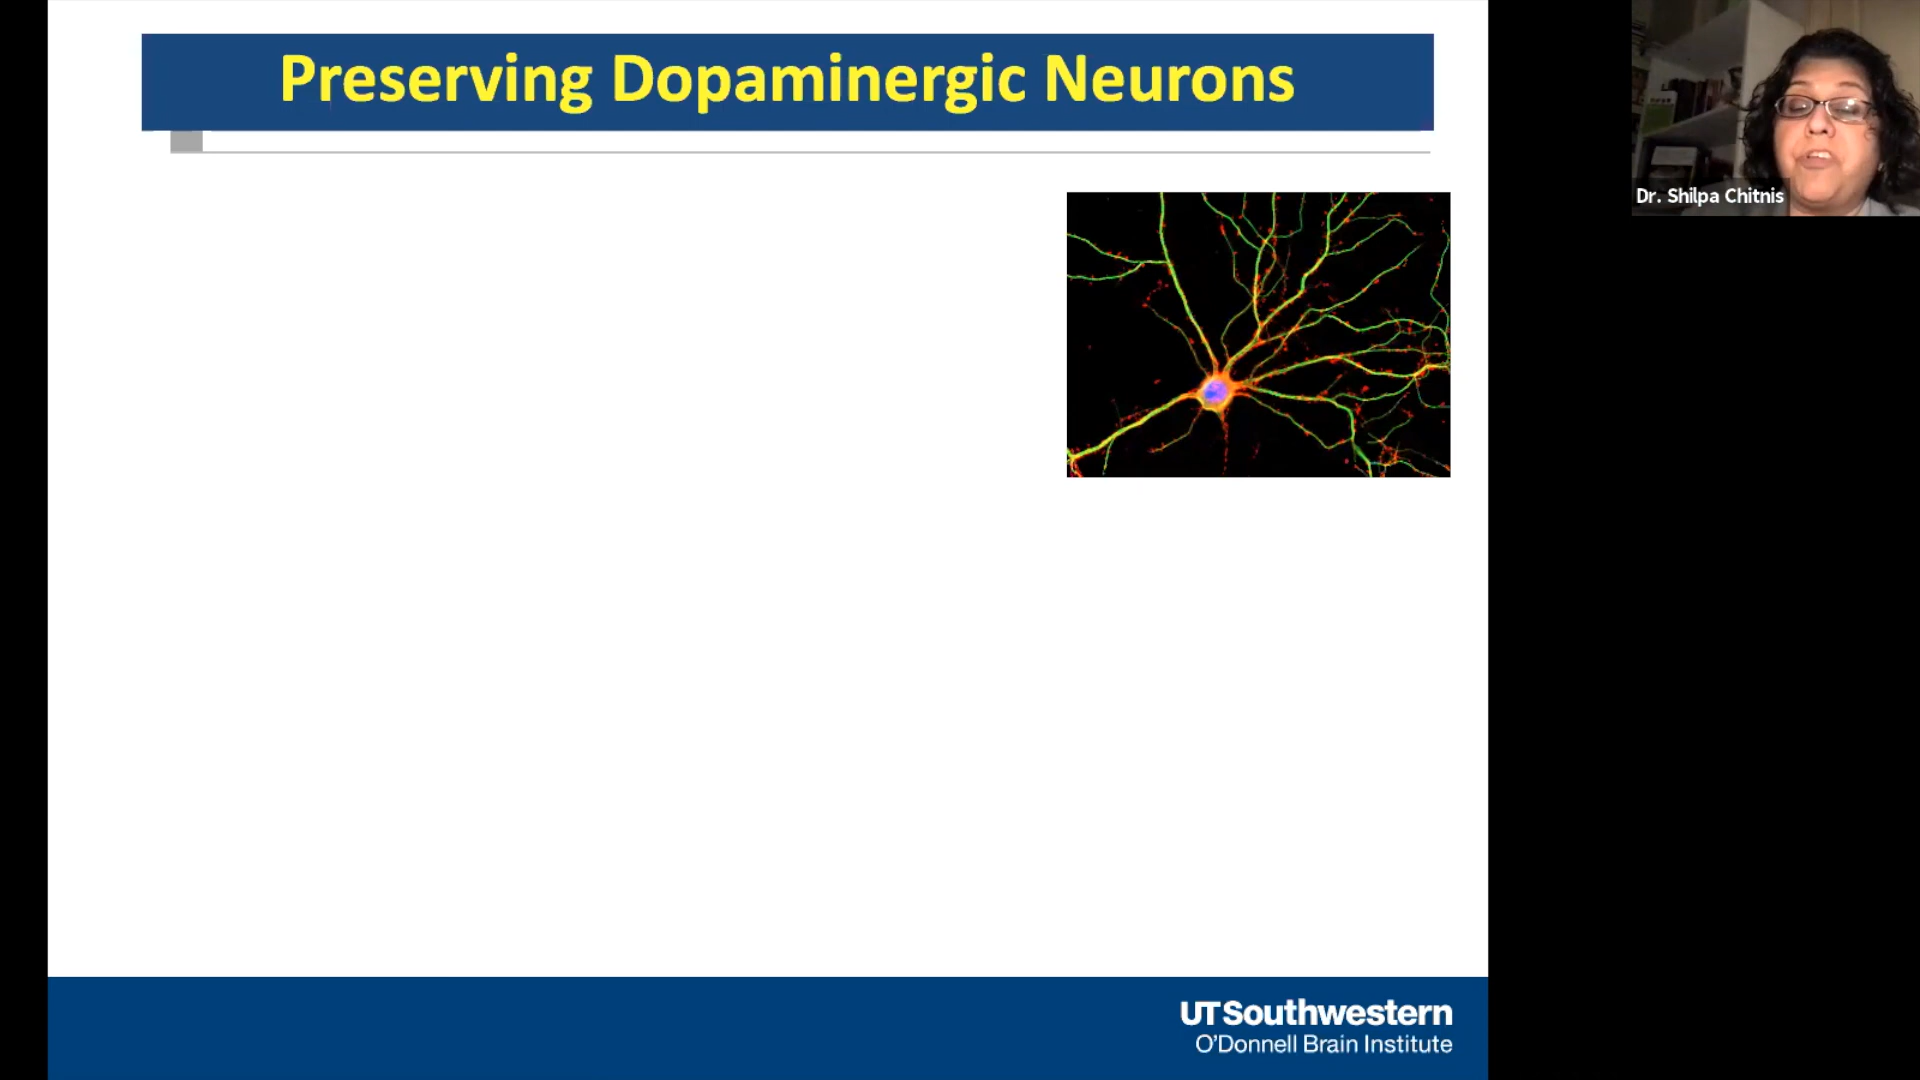 Preserving Dopaminergic Neurons
Dr. Shilpa Chitnis
UTSouthwestern
O'Donnell Brain Institute